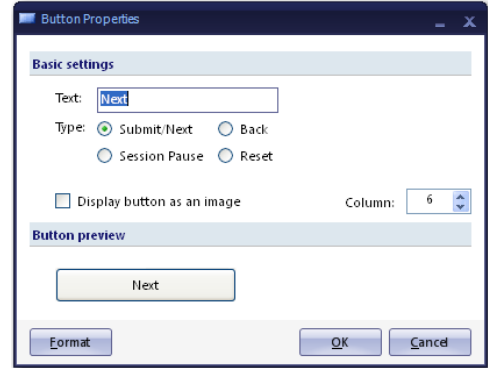 Button Properties
Basic settings
Text: Next
Type: Submit/Next Back
Session Pause Reset
Display button as an image Column: 6
Button preview
Next
Format OK Cancel